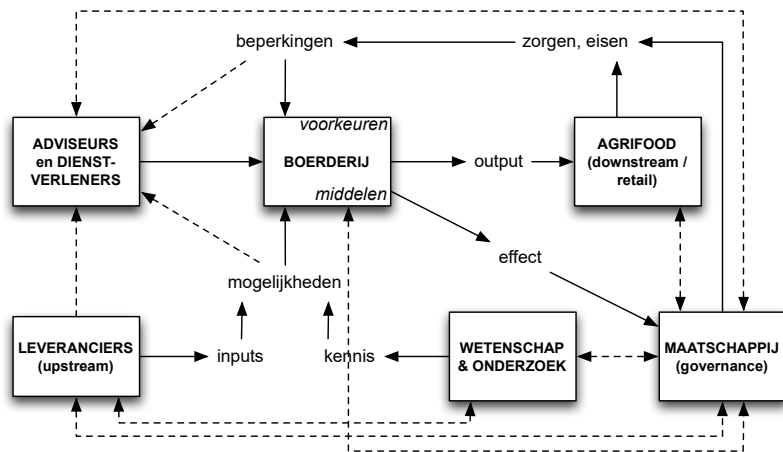 beperkingen
zorgen, eisen
ADVISEURS
en DIENST-
VERLENERS
voorkeuren
BOERDERIJ
middelen
output
AGRIFOOD
(downstream /
retail)
effect
mogelijkheden
LEVERANCIERS
(upstream)
inputs
kennis
WETENSCHAP
& ONDERZOEK
MAATSCHAPPIJ
(governance)